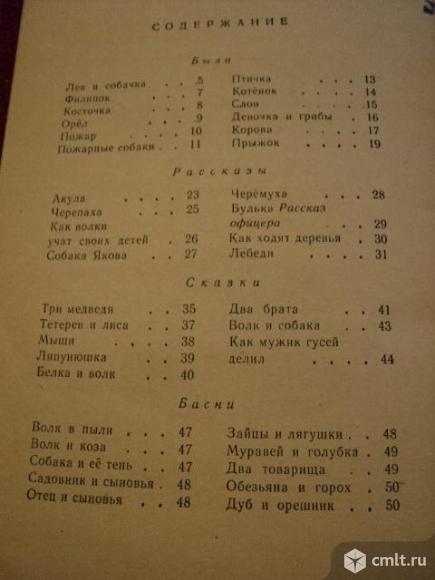 СОДЕРЖАНИЕ
Были
Лев и собачка . . 5
Филипок . . . 7
Косточка . . . 8
Орёл . . . 9
Пожар . . . 10
Пожарные собаки . . 11
Птичка . . . 13
Котёнок . . . 14
Слон . . . 15
Девочка и грибы . 16
Корова . . . 17
Прыжок . . . 19
Рассказы
Акула . . . 23
Черепаха . . . 25
Как волки
учат своих детей . 26
Собака Якова . . 27
Черёмуха . . . 28
Булька Рассказ
офицера . . . 29
Как ходят деревья . 30
Лебеди . . . . 31
Сказки
Три медведя . . 35
Тетерев и лиса . . 37
Мыши . . . . 38
Липунюшка . . . 39
Белка и волк . . 40
Два брата . . 41
Волк и собака . . 43
Как мужик гусей
делил . . . . 44
Басни
Волк в пыли . . . 47
Волк и коза . . . 47
Собака и её тень . . 47
Садовник и сыновья . 48
Отец и сыновья . . 48
Зайцы и лягушки . . 48
Муравей и голубка . 49
Два товарища . . 49
Обезьяна и горох . 50
Дуб и орешник . . 50
cmlt.ru